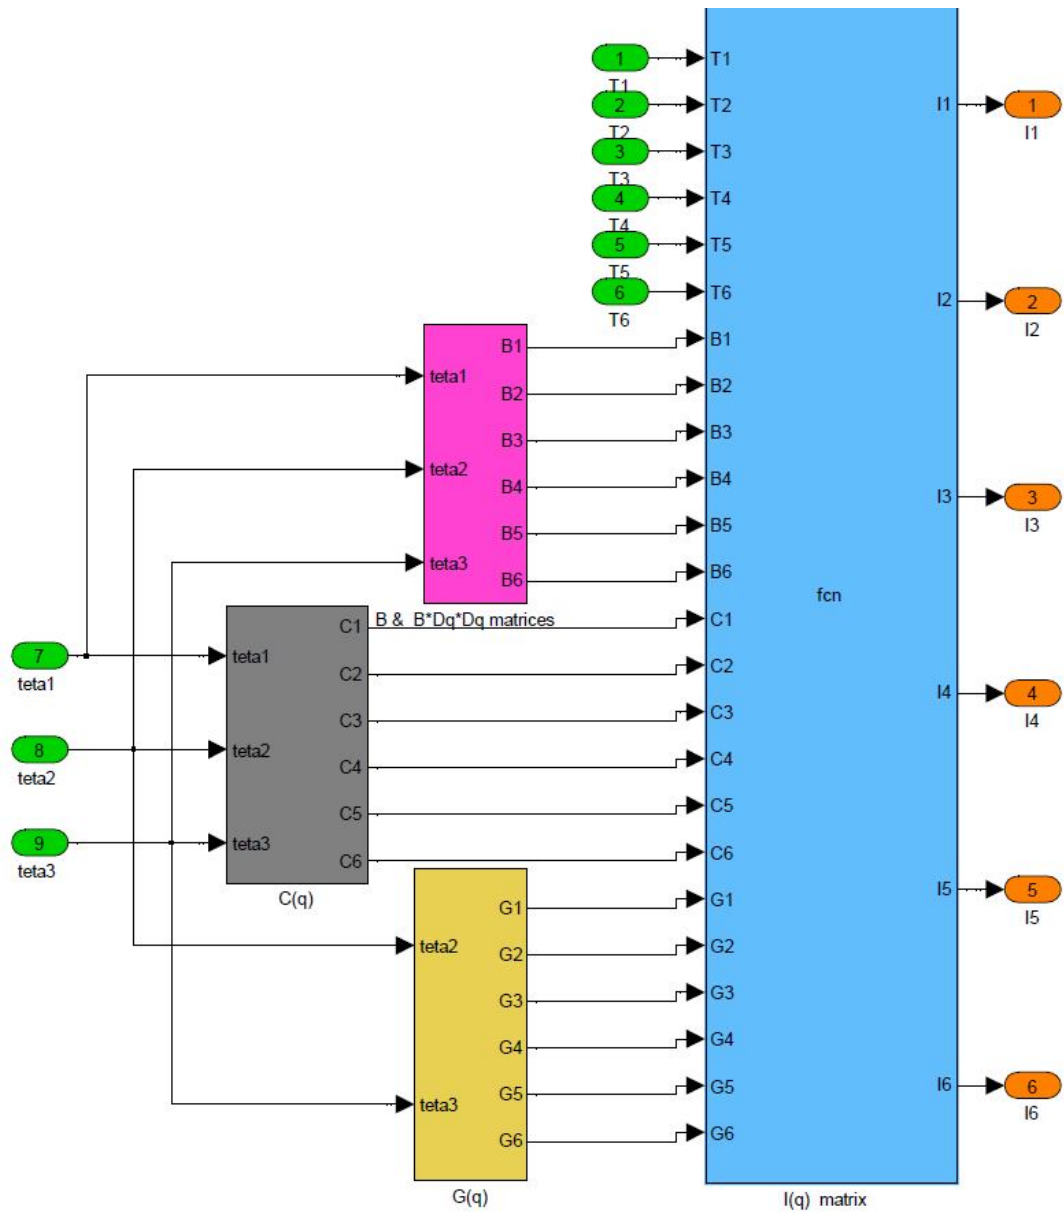 1
T1
2
T2
3
T3
4
T4
5
T5
6
T6
T1
T2
T3
T4
T5
T6
B1
B2
B3
B4
B5
B6
C1
C2
C3
C4
C5
C6
G1
G2
G3
G4
G5
G6
fcn
I1
I2
I3
I4
I5
I6
I(q) matrix
1
I1
2
I2
3
I3
4
I4
5
I5
6
I6
teta1
teta2
teta3
B1
B2
B3
B4
B5
B6
B & B*Dq*Dq matrices
7
teta1
8
teta2
9
teta3
teta1
teta2
teta3
C1
C2
C3
C4
C5
C6
C(q)
teta2
teta3
G1
G2
G3
G4
G5
G6
G(q)